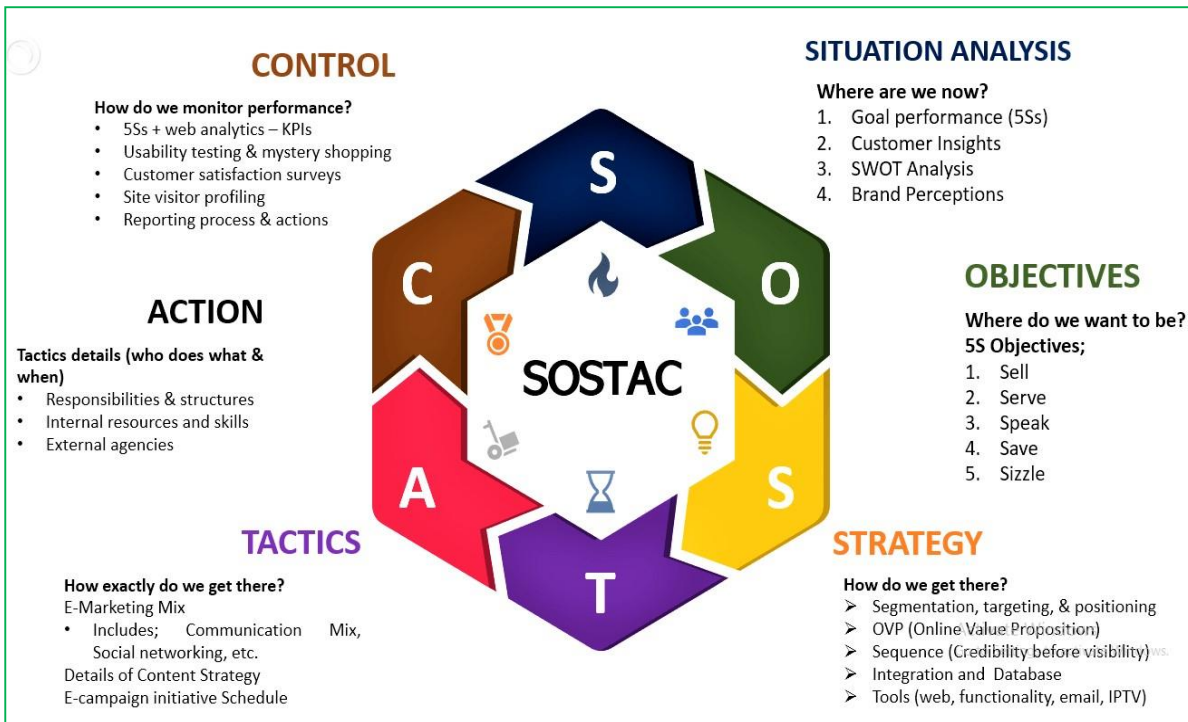 SITUATION ANALYSIS
Where are we now?
1. Goal performance (5Ss)
2. Customer Insights
3. SWOT Analysis
4. Brand Perceptions
OBJECTIVES
Where do we want to be?
5S Objectives;
1. Sell
2. Serve
3. Speak
4. Save
5. Sizzle
STRATEGY
How do we get there?
➢ Segmentation, targeting, & positioning
➢ OVP (Online Value Proposition)
➢ Sequence (Credibility before visibility)
➢ Integration and Database
➢ Tools (web, functionality, email, IPTV)
TACTICS
How exactly do we get there?
E-Marketing Mix
• Includes; Communication Mix,
Social networking, etc.
Details of Content Strategy
E-campaign initiative Schedule
ACTION
Tactics details (who does what &
when)
• Responsibilities & structures
• Internal resources and skills
• External agencies
CONTROL
How do we monitor performance?
• 5Ss + web analytics – KPIs
• Usability testing & mystery shopping
• Customer satisfaction surveys
• Site visitor profiling
• Reporting process & actions
S
O
S
T
A
C
SOSTAC